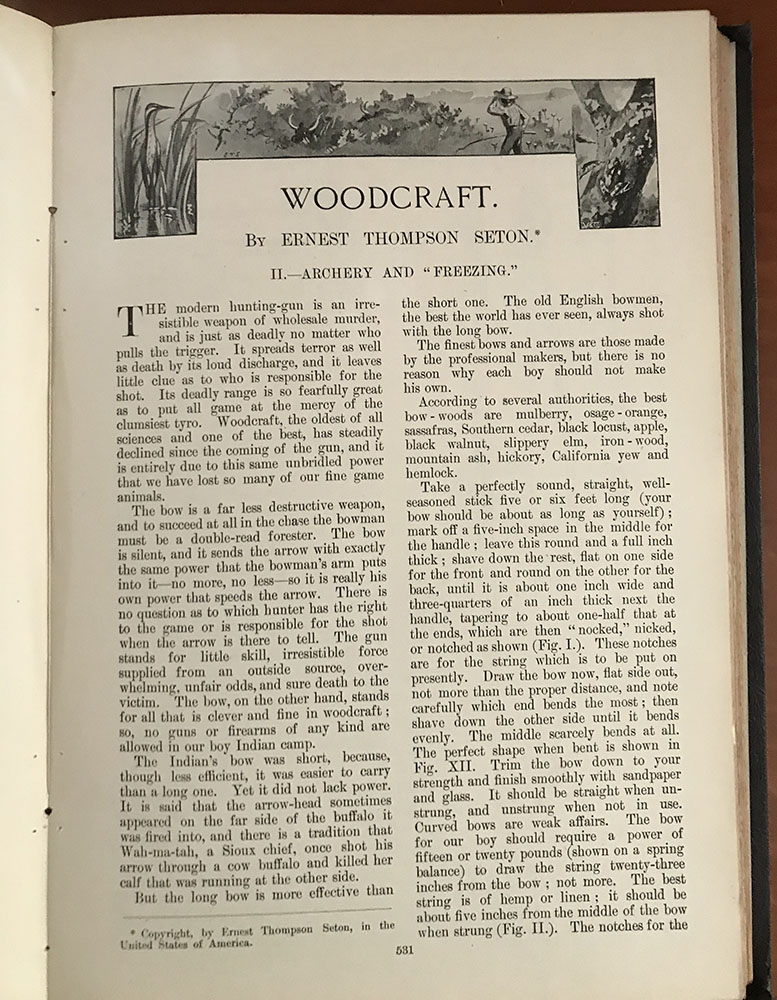 WOODCRAFT.
By ERNEST THOMPSON SETON.*
II.—ARCHERY AND "FREEZING."
THE modern hunting-gun is an irre-
sistible weapon of wholesale murder,
and is just as deadly no matter who
pulls the trigger. It spreads terror as well
as death by its loud discharge, and it leaves
little clue as to who is responsible for the
shot. Its deadly range is so fearfully great
as to put all game at the mercy of the
clumsiest tyro. Woodcraft, the oldest of all
sciences and one of the best, has steadily
declined since the coming of the gun, and it
is entirely due to this same unbridled power
that we have lost so many of our fine game
animals.
The bow is a far less destructive weapon,
and to succeed at all in the chase the bowman
must be a double-read forester. The bow
is silent, and it sends the arrow with exactly
the same power that the bowman's arm puts
into it—no more, no less—so it is really his
own power that speeds the arrow. There is
no question as to which hunter has the right
to the game or is responsible for the shot
when the arrow is there to tell. The gun
stands for little skill, irresistible force
supplied from an outside source, over-
whelming, unfair odds, and sure death to the
victim. The bow, on the other hand, stands
for all that is clever and fine in woodcraft ;
so, no guns or firearms of any kind are
allowed in our boy Indian camp.
The Indian's bow was short, because,
though less efficient, it was easier to carry
than a long one. Yet it did not lack power.
It is said that the arrow-head sometimes
appeared on the far side of the buffalo it
was fired into, and there is a tradition that
Wah-ma-tah, a Sioux chief, once shot his
arrow through a cow buffalo and killed her
calf that was running at the other side.
But the long bow is more effective than
* Copyright, by Ernest Thompson Seton, in the
United States of America.
the short one. The old English bowmen,
the best the world has ever seen, always shot
with the long bow.
The finest bows and arrows are those made
by the professional makers, but there is no
reason why each boy should not make
his own.
According to several authorities, the best
bow-woods are mulberry, osage-orange,
sassafras, Southern cedar, black locust, apple,
black walnut, slippery elm, iron-wood,
mountain ash, hickory, California yew and
hemlock.
Take a perfectly sound, straight, well-
seasoned stick five or six feet long (your
bow should be about as long as yourself) ;
mark off a five-inch space in the middle for
the handle ; leave this round and a full inch
thick ; shave down the rest, flat on one side
for the front and round on the other for the
back, until it is about one inch wide and
three-quarters of an inch thick next the
handle, tapering to about one-half that at
the ends, which are then "nocked," nicked,
or notched as shown (Fig. I.). These notches
are for the string which is to be put on
presently. Draw the bow now, flat side out,
not more than the proper distance, and note
carefully which end bends the most ; then
shave down the other side until it bends
evenly. The middle scarcely bends at all.
The perfect shape when bent is shown in
Fig. XII. Trim the bow down to your
strength and finish smoothly with sandpaper
and glass. It should be straight when un-
strung, and unstrung when not in use.
Curved bows are weak affairs. The bow
for our boy should require a power of
fifteen or twenty pounds (shown on a spring
balance) to draw the string twenty-three
inches from the bow ; not more. The best
string is of hemp or linen ; it should be
about five inches from the middle of the bow
when strung (Fig. II.). The notches for the
531